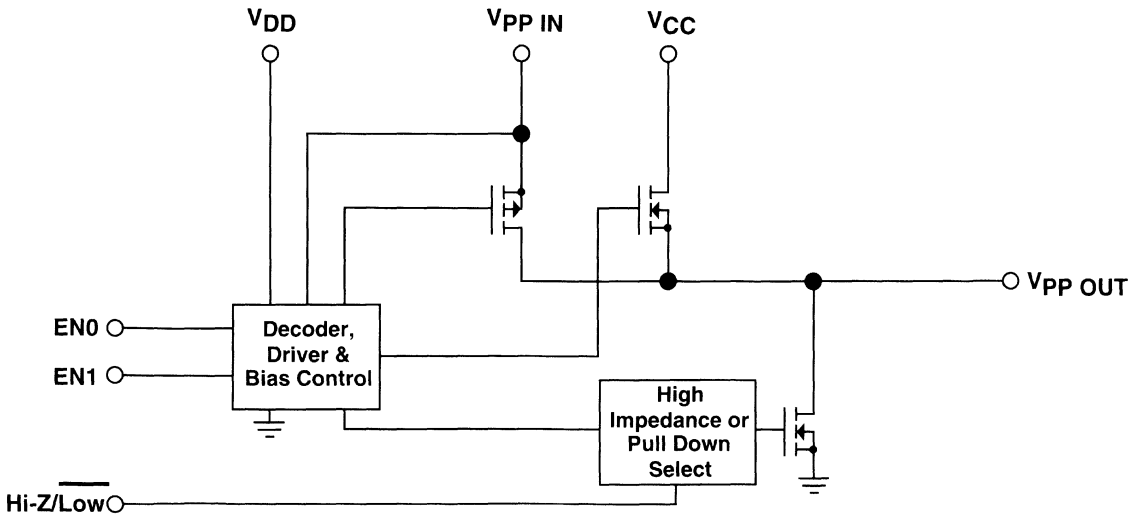 VDD
VPP IN
VCC
VPP OUT
EN0
EN1
Decoder,
Driver &
Bias Control
High
Impedance or
Pull Down
Select
Hi-Z/Low